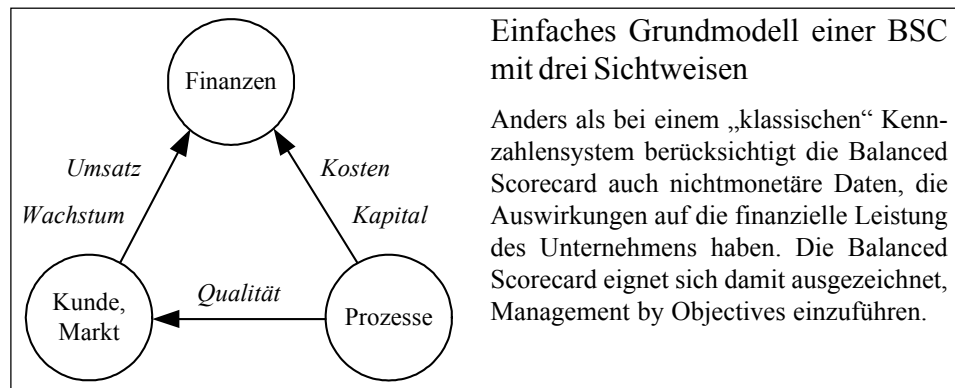 Finanzen
Umsatz
Wachstum
Kosten
Kapital
Kunde,
Markt
Qualität
Prozesse
Einfaches Grundmodell einer BSC
mit drei Sichtweisen
Anders als bei einem „klassischen“ Kenn-
zahlensystem berücksichtigt die Balanced
Scorecard auch nichtmonetäre Daten, die
Auswirkungen auf die finanzielle Leistung
des Unternehmens haben. Die Balanced
Scorecard eignet sich damit ausgezeichnet,
Management by Objectives einzuführen.